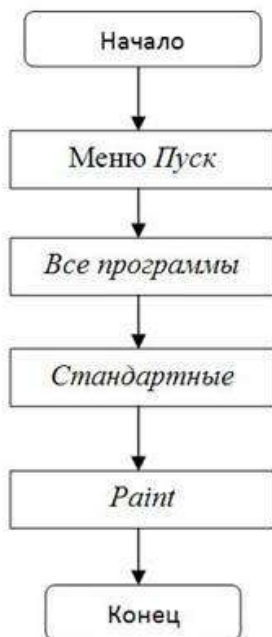 Начало
Меню Пуск
Все программы
Стандартные
Paint
Конец